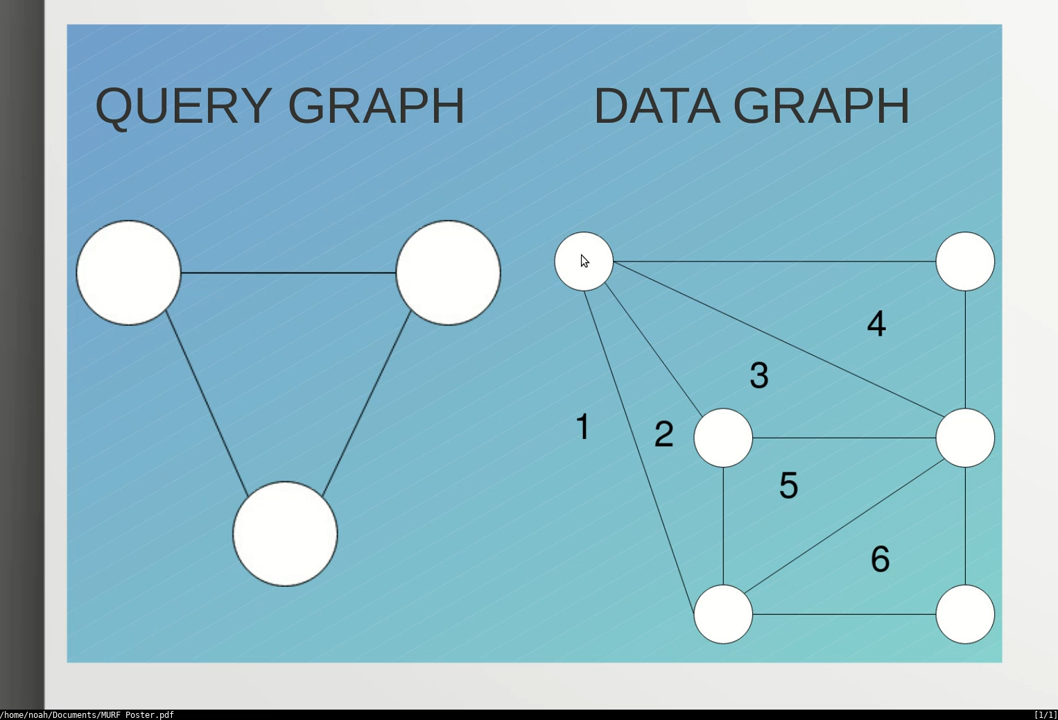 QUERY GRAPH
DATA GRAPH
4
3
1
2
5
6
/home/noah/Documents/MURF Poster.pdf
[1/1]